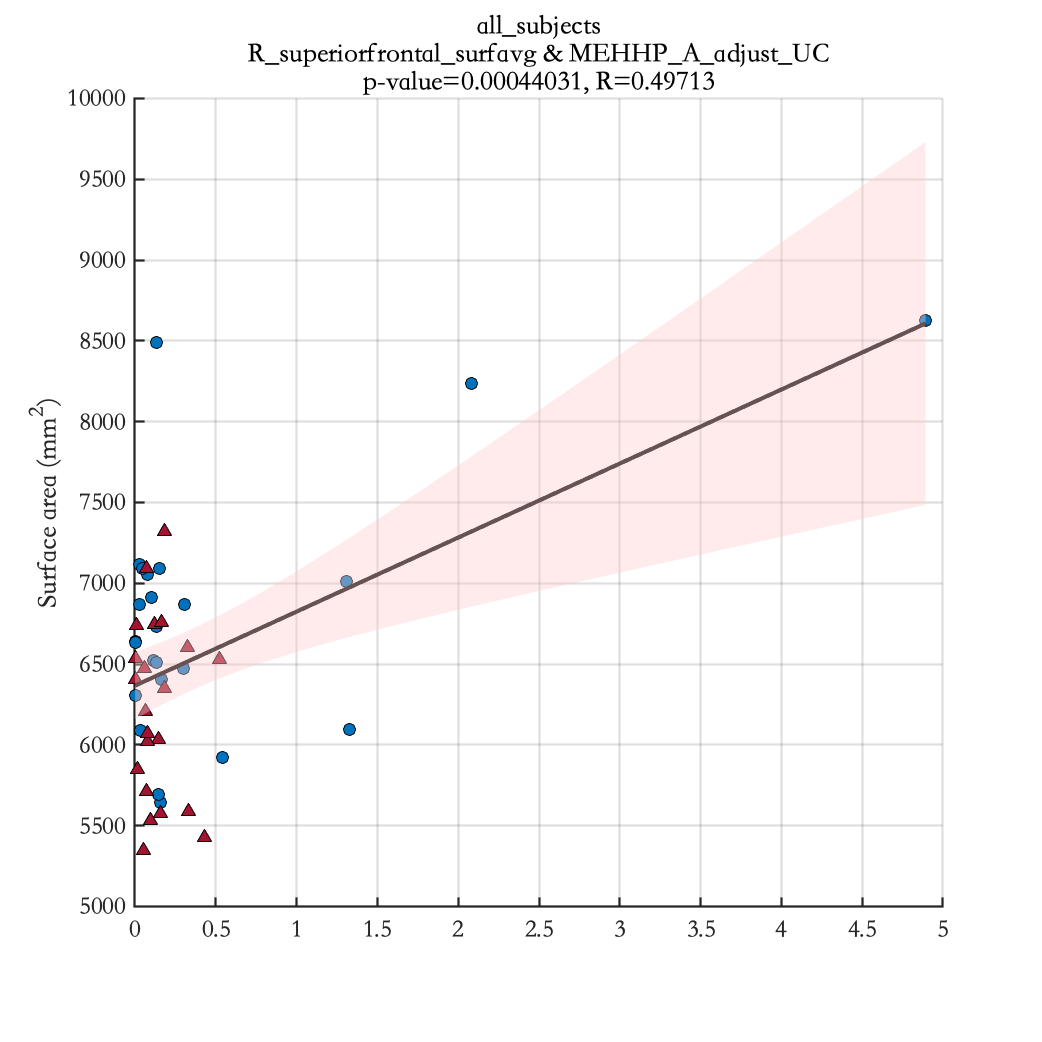 all_subjects
R_superiorfrontal_surfavg & MEHHP_A_adjust_UC
p-value=0.00044031, R=0.49713
10000
9500
9000
8500
8000
7500
7000
6500
6000
5500
5000
Surface area (mm²)
0 0.5 1 1.5 2 2.5 3 3.5 4 4.5 5